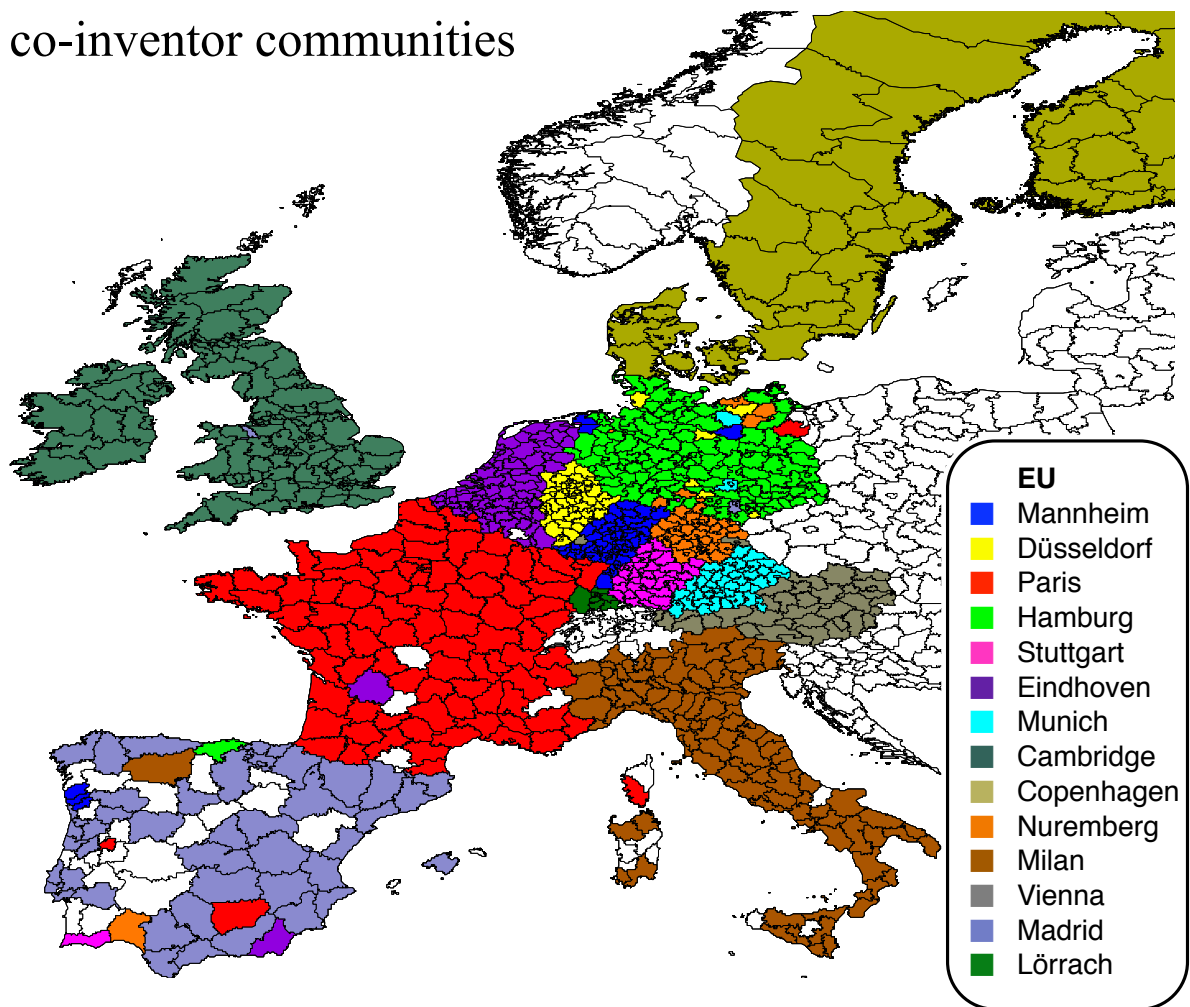 co-inventor communities
EU
Mannheim
Düsseldorf
Paris
Hamburg
Stuttgart
Eindhoven
Munich
Cambridge
Copenhagen
Nuremberg
Milan
Vienna
Madrid
Lörrach